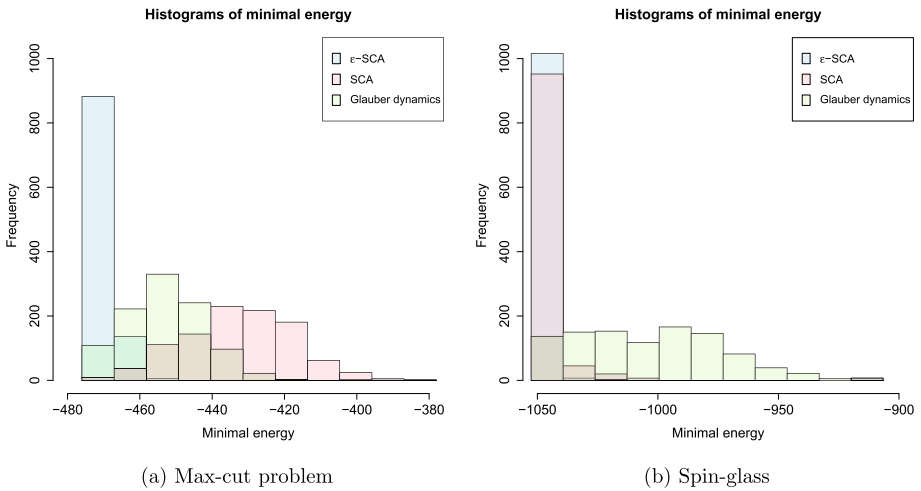 Histograms of minimal energy
ε−SCA
SCA
Glauber dynamics
Frequency
0
200
400
600
800
1000
−480
−460
−440
−420
−400
−380
Minimal energy
(a) Max-cut problem
Histograms of minimal energy
ε−SCA
SCA
Glauber dynamics
Frequency
0
200
400
600
800
1000
−1050
−1000
−950
−900
Minimal energy
(b) Spin-glass